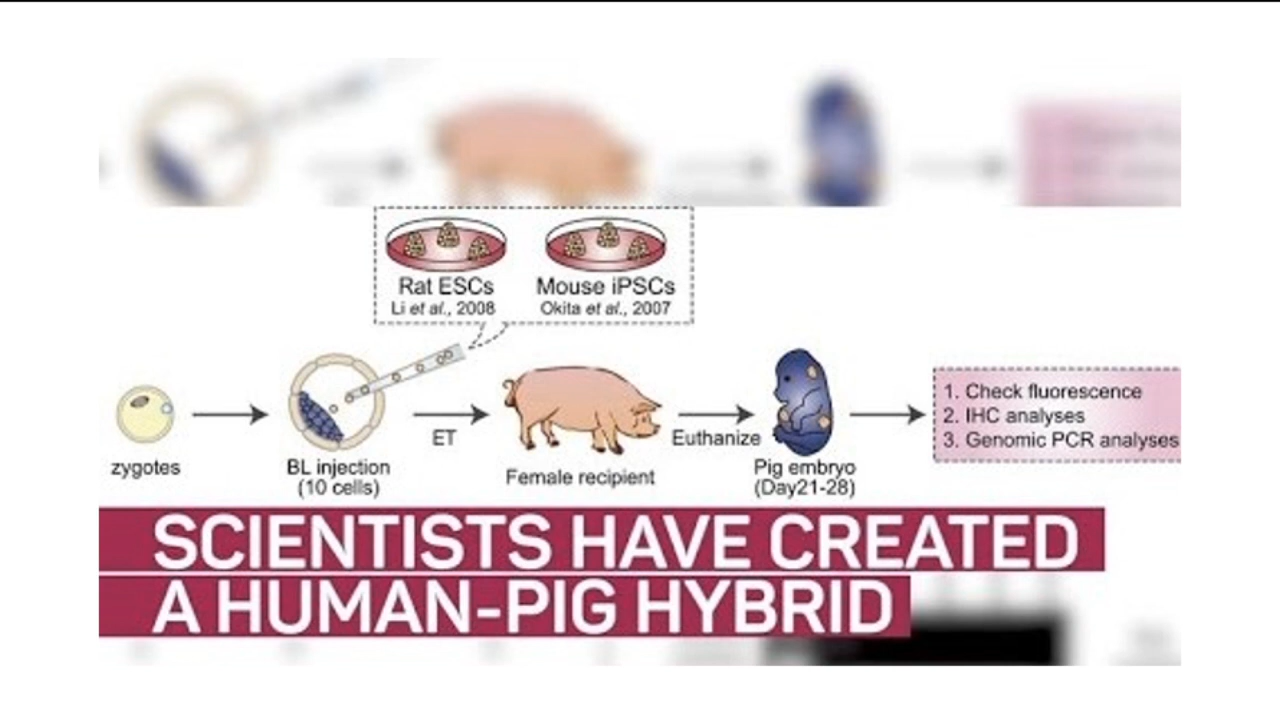 Rat ESCs
Li et al., 2008
Mouse iPSCs
Okita et al., 2007
zygotes
BL injection
(10 cells)
ET
Female recipient
Euthanize
Pig embryo
(Day21-28)
1. Check fluorescence
2. IHC analyses
3. Genomic PCR analyses
SCIENTISTS HAVE CREATED
A HUMAN-PIG HYBRID